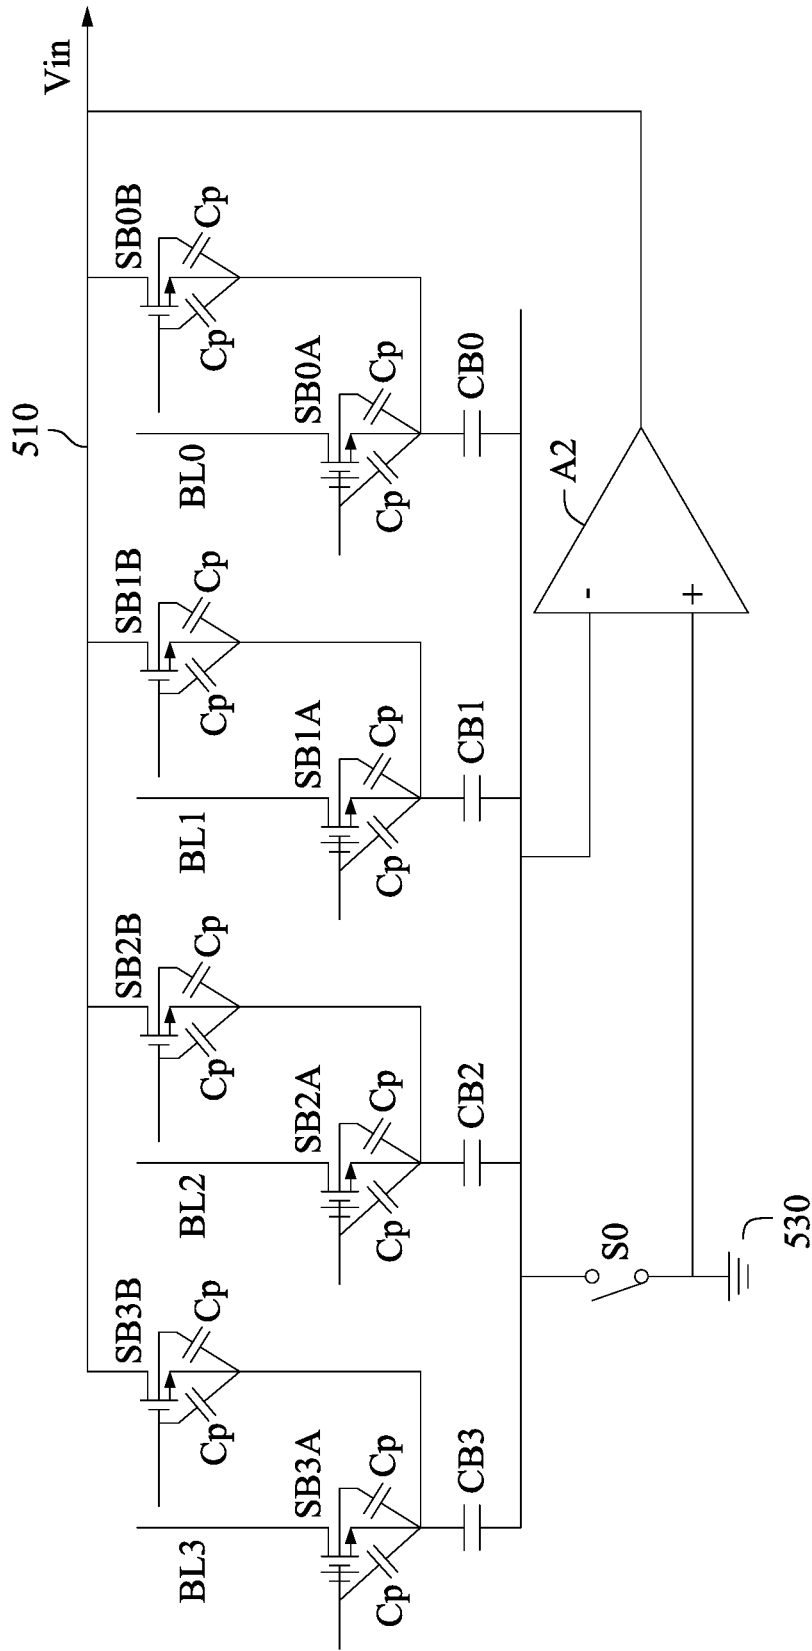 Vin
510
SB3B
Cp
Cp
SB2B
Cp
Cp
SB1B
Cp
Cp
SB0B
Cp
Cp
BL3
SB3A
Cp
Cp
BL2
SB2A
Cp
Cp
BL1
SB1A
Cp
Cp
BL0
SB0A
Cp
Cp
CB3
CB2
CB1
CB0
S0
530
A2
-
+